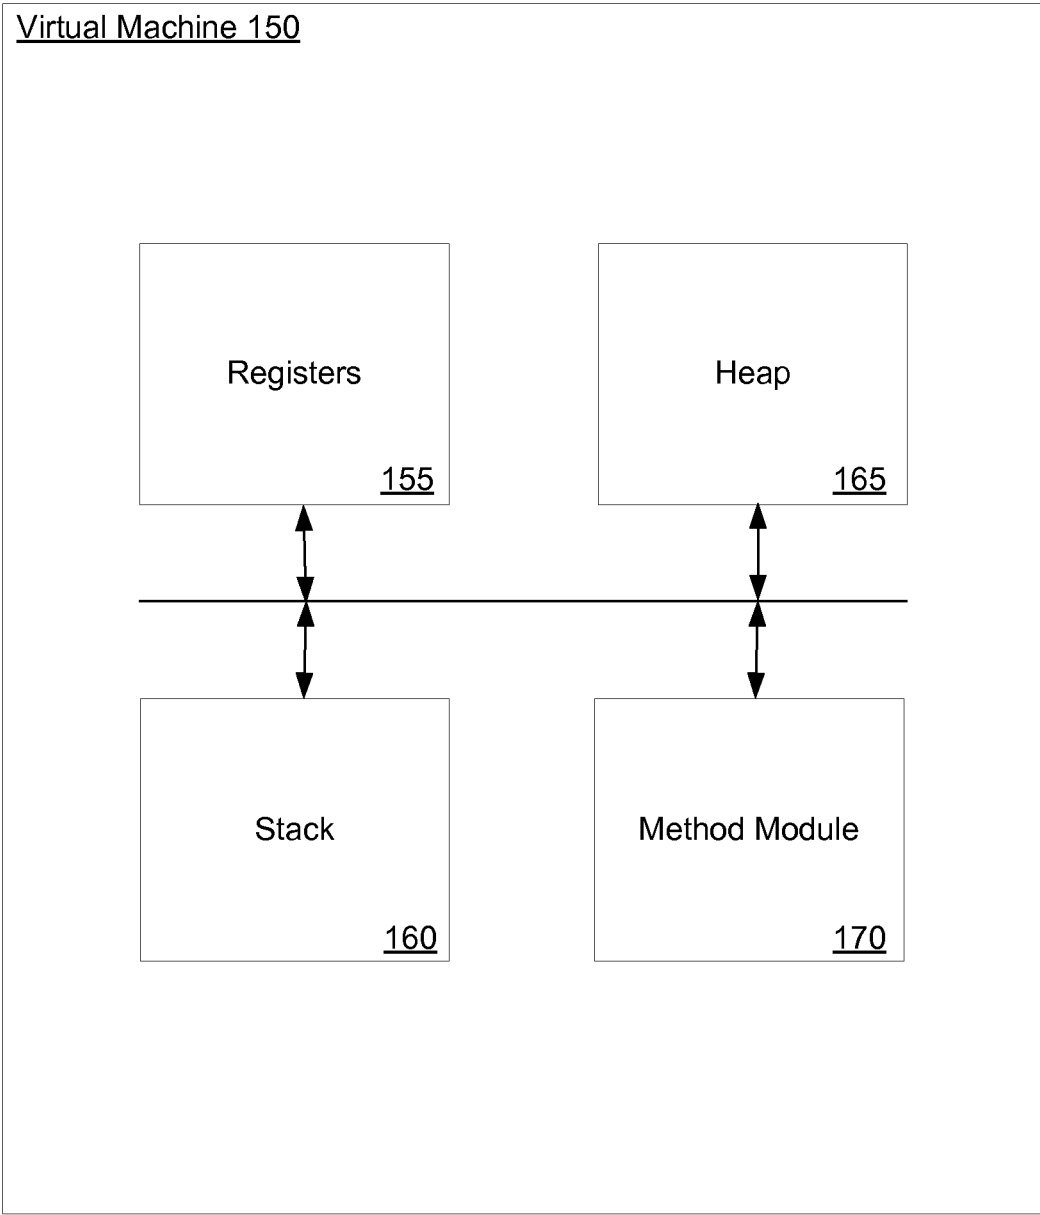 Virtual Machine 150
Registers
155
Heap
165
Stack
160
Method Module
170